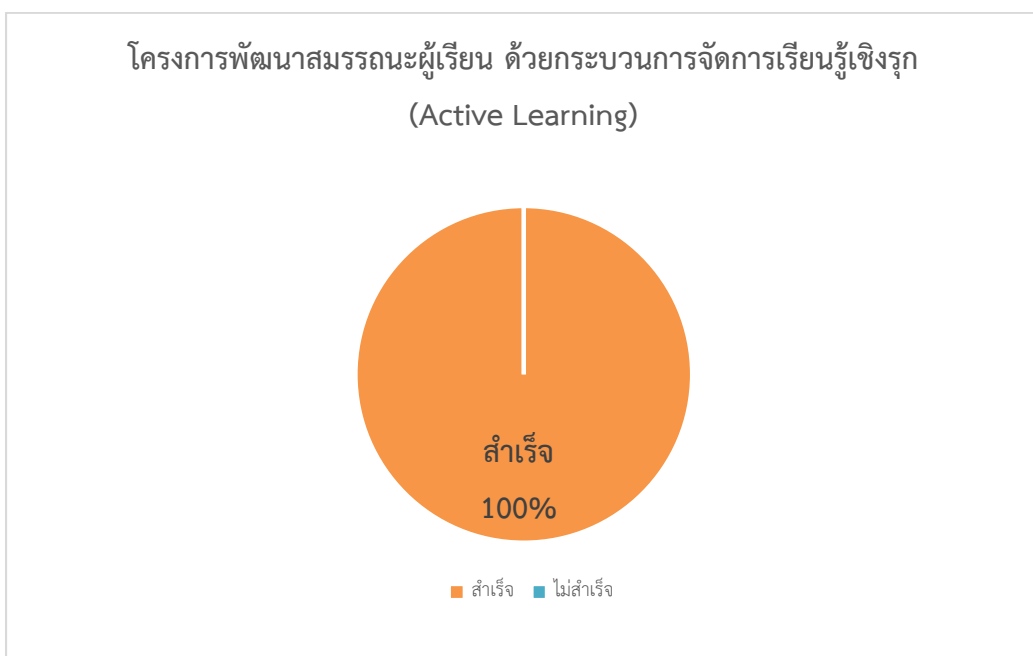 โครงการพัฒนาสมรรถนะผู้เรียน ด้วยกระบวนการจัดการเรียนรู้เชิงรุก
(Active Learning)
สำเร็จ
100%
สำเร็จ ไม่สำเร็จ